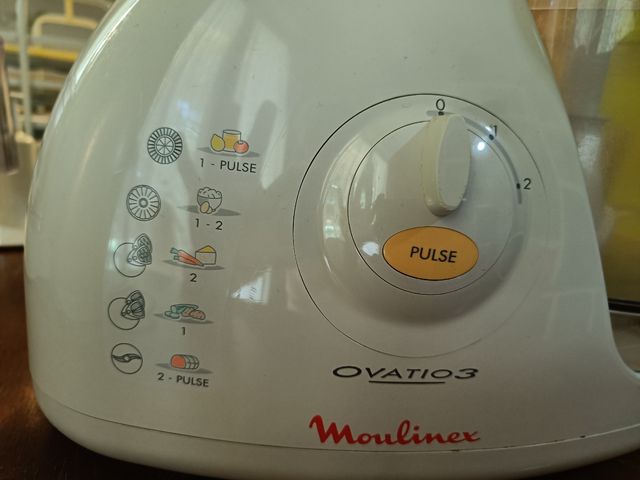 1 - PULSE
1 - 2
2
1
2 - PULSE
0
1
2
PULSE
OVATIO3
Moulinex